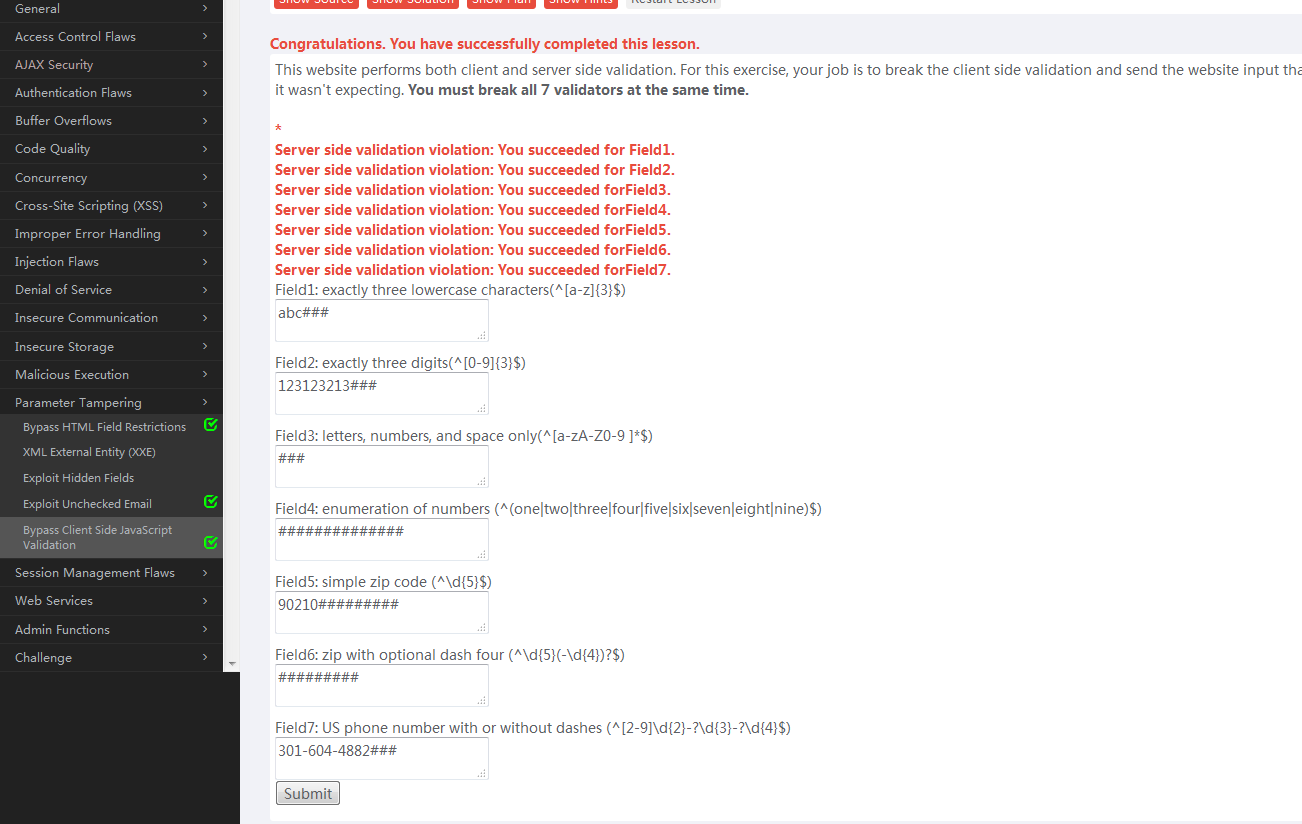 General
Access Control Flaws
AJAX Security
Authentication Flaws
Buffer Overflows
Code Quality
Concurrency
Cross-Site Scripting (XSS)
Improper Error Handling
Injection Flaws
Denial of Service
Insecure Communication
Insecure Storage
Malicious Execution
Parameter Tampering
Bypass HTML Field Restrictions
XML External Entity (XXE)
Exploit Hidden Fields
Exploit Unchecked Email
Bypass Client Side JavaScript
Validation
Session Management Flaws
Web Services
Admin Functions
Challenge
Show Source Show Solution Show Plan Show Hints Restart Lesson
Congratulations. You have successfully completed this lesson.
This website performs both client and server side validation. For this exercise, your job is to break the client side validation and send the website input tha
it wasn't expecting. You must break all 7 validators at the same time.
*
Server side validation violation: You succeeded for Field1.
Server side validation violation: You succeeded for Field2.
Server side validation violation: You succeeded forField3.
Server side validation violation: You succeeded forField4.
Server side validation violation: You succeeded forField5.
Server side validation violation: You succeeded forField6.
Server side validation violation: You succeeded forField7.
Field1: exactly three lowercase characters(^[a-z]{3}$)
abc###
Field2: exactly three digits(^[0-9]{3}$)
123123213###
Field3: letters, numbers, and space only(^[a-zA-Z0-9 ]*$)
###
Field4: enumeration of numbers (^(one|two|three|four|five|six|seven|eight|nine)$)
##############
Field5: simple zip code (^\d{5}$)
90210#########
Field6: zip with optional dash four (^\d{5}(-\d{4})?$)
#########
Field7: US phone number with or without dashes (^[2-9]\d{2}-?\d{3}-?\d{4}$)
301-604-4882###
Submit